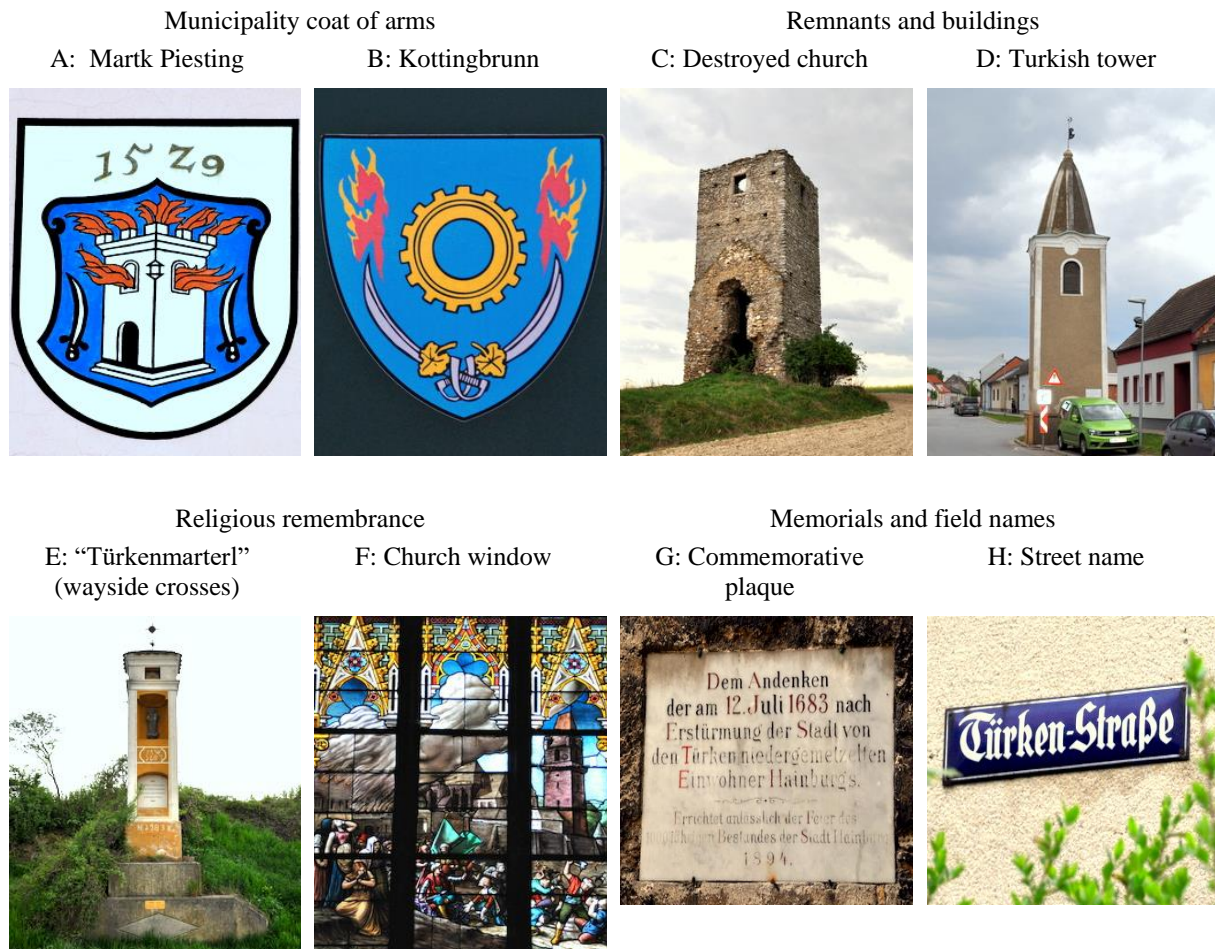 Municipality coat of arms
Remnants and buildings
A: Martk Piesting
B: Kottingbrunn
C: Destroyed church
D: Turkish tower
1529
Religious remembrance
Memorials and field names
E: “Türkenmarterl”
(wayside crosses)
F: Church window
G: Commemorative
plaque
H: Street name
Dem Andenken
der am 12. Juli 1683 nach
Erstürmung der Stadt von
den Türken niedergemetzelten
Einwohner Hainburgs.
Errichtet anlässlich der Feier des
Bestandes der Stadt
1894.
Türken-Straße